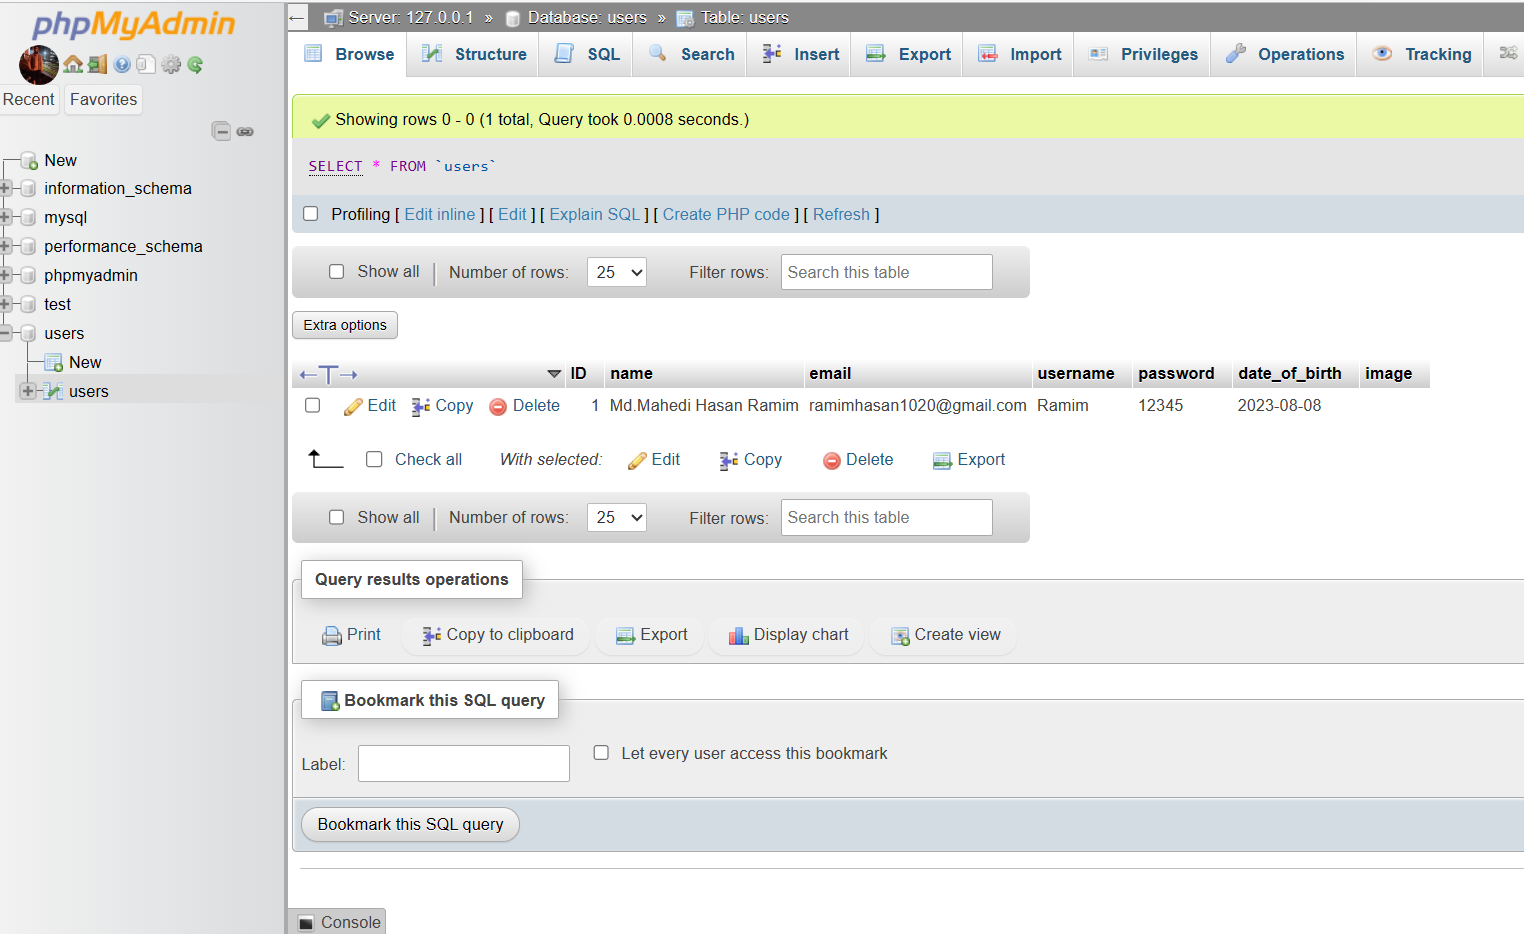 phpMyAdmin
Recent Favorites
New
information_schema
mysql
performance_schema
phpmyadmin
test
users
New
users
Server: 127.0.0.1 » Database: users » Table: users
Browse Structure SQL Search Insert Export Import Privileges Operations Tracking
Showing rows 0 - 0 (1 total, Query took 0.0008 seconds.)
SELECT * FROM `users`
Profiling [ Edit inline ] [ Edit ] [ Explain SQL ] [ Create PHP code ] [ Refresh ]
Show all | Number of rows: 25 Filter rows: Search this table
Extra options
←T→ ID name email username password date_of_birth image
Edit Copy Delete 1 Md.Mahedi Hasan Ramim ramimhasan1020@gmail.com Ramim 12345 2023-08-08
Check all With selected: Edit Copy Delete Export
Show all | Number of rows: 25 Filter rows: Search this table
Query results operations
Print Copy to clipboard Export Display chart Create view
Bookmark this SQL query
Label: Let every user access this bookmark
Bookmark this SQL query
Console